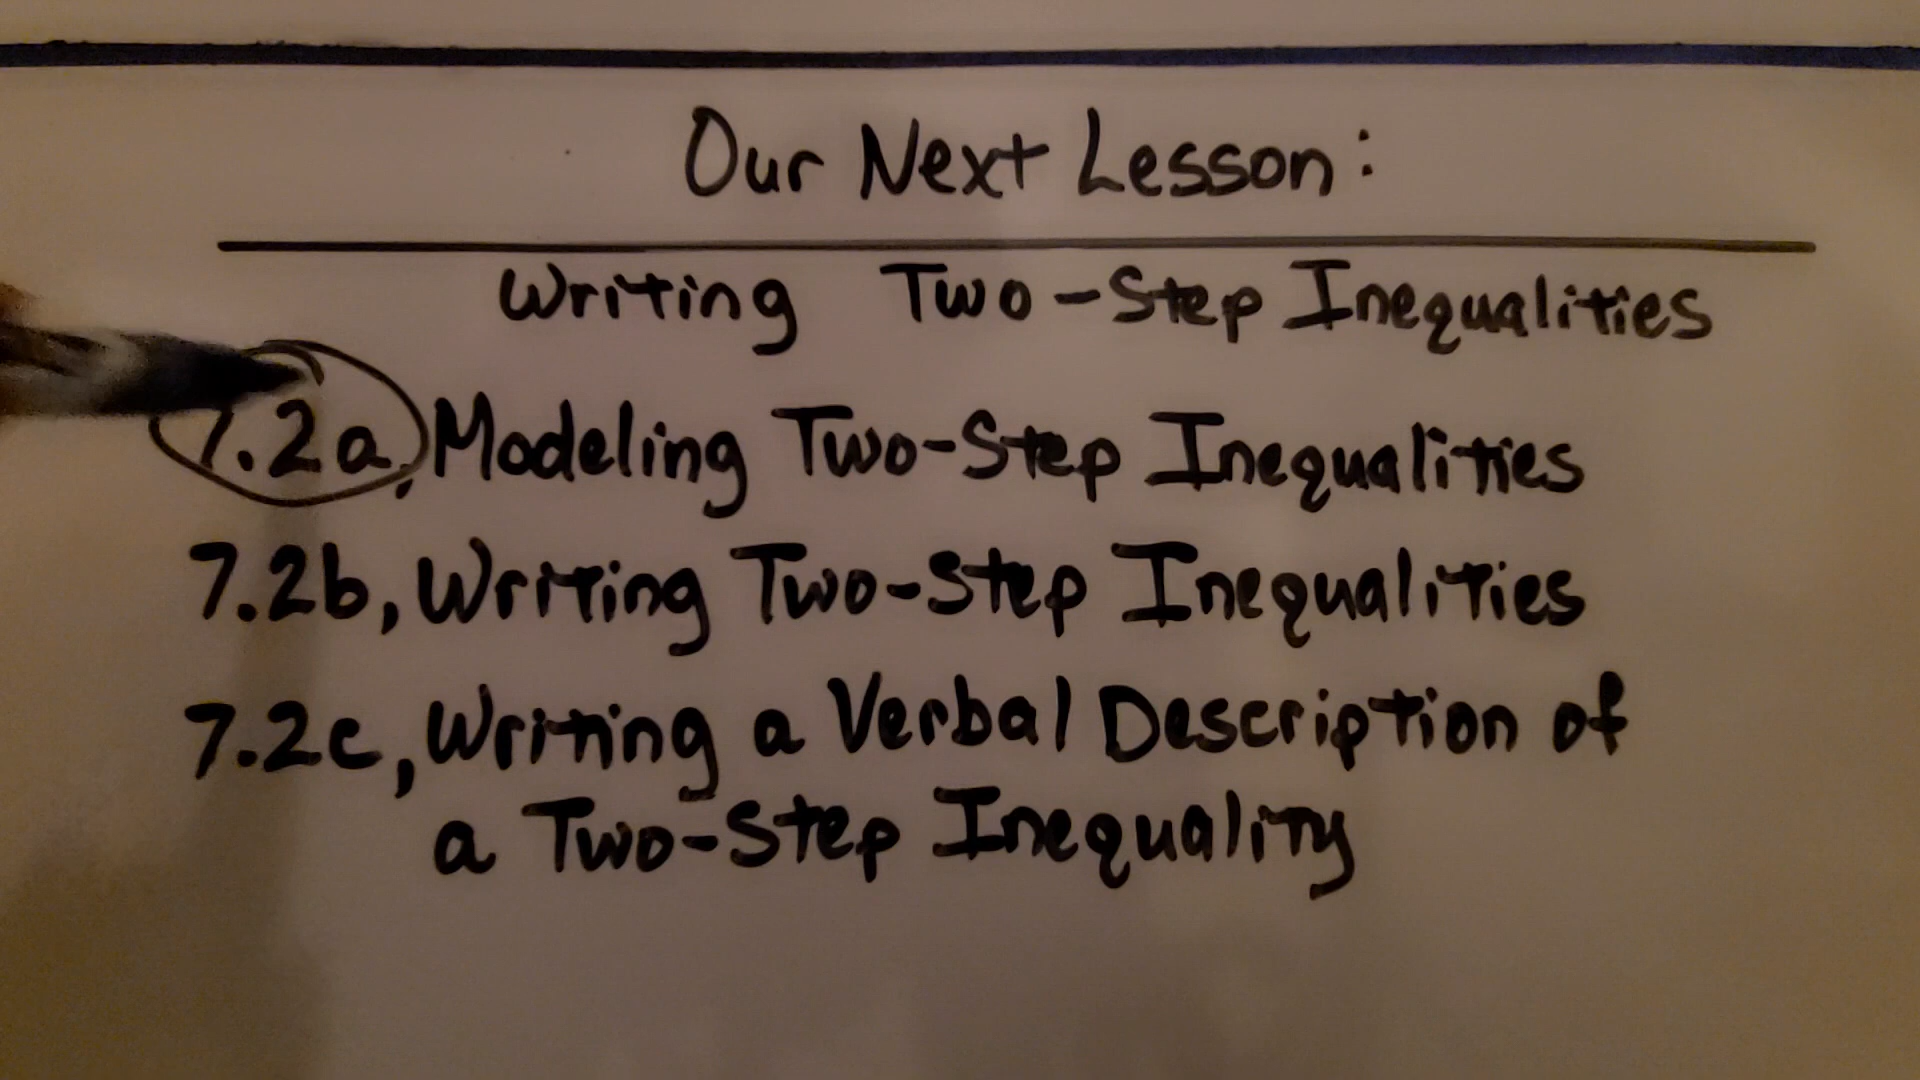 Our Next Lesson:
Writing Two-Step Inequalities
7.2a, Modeling Two-Step Inequalities
7.2b, Writing Two-Step Inequalities
7.2c, Writing a Verbal Description of
a Two-Step Inequality